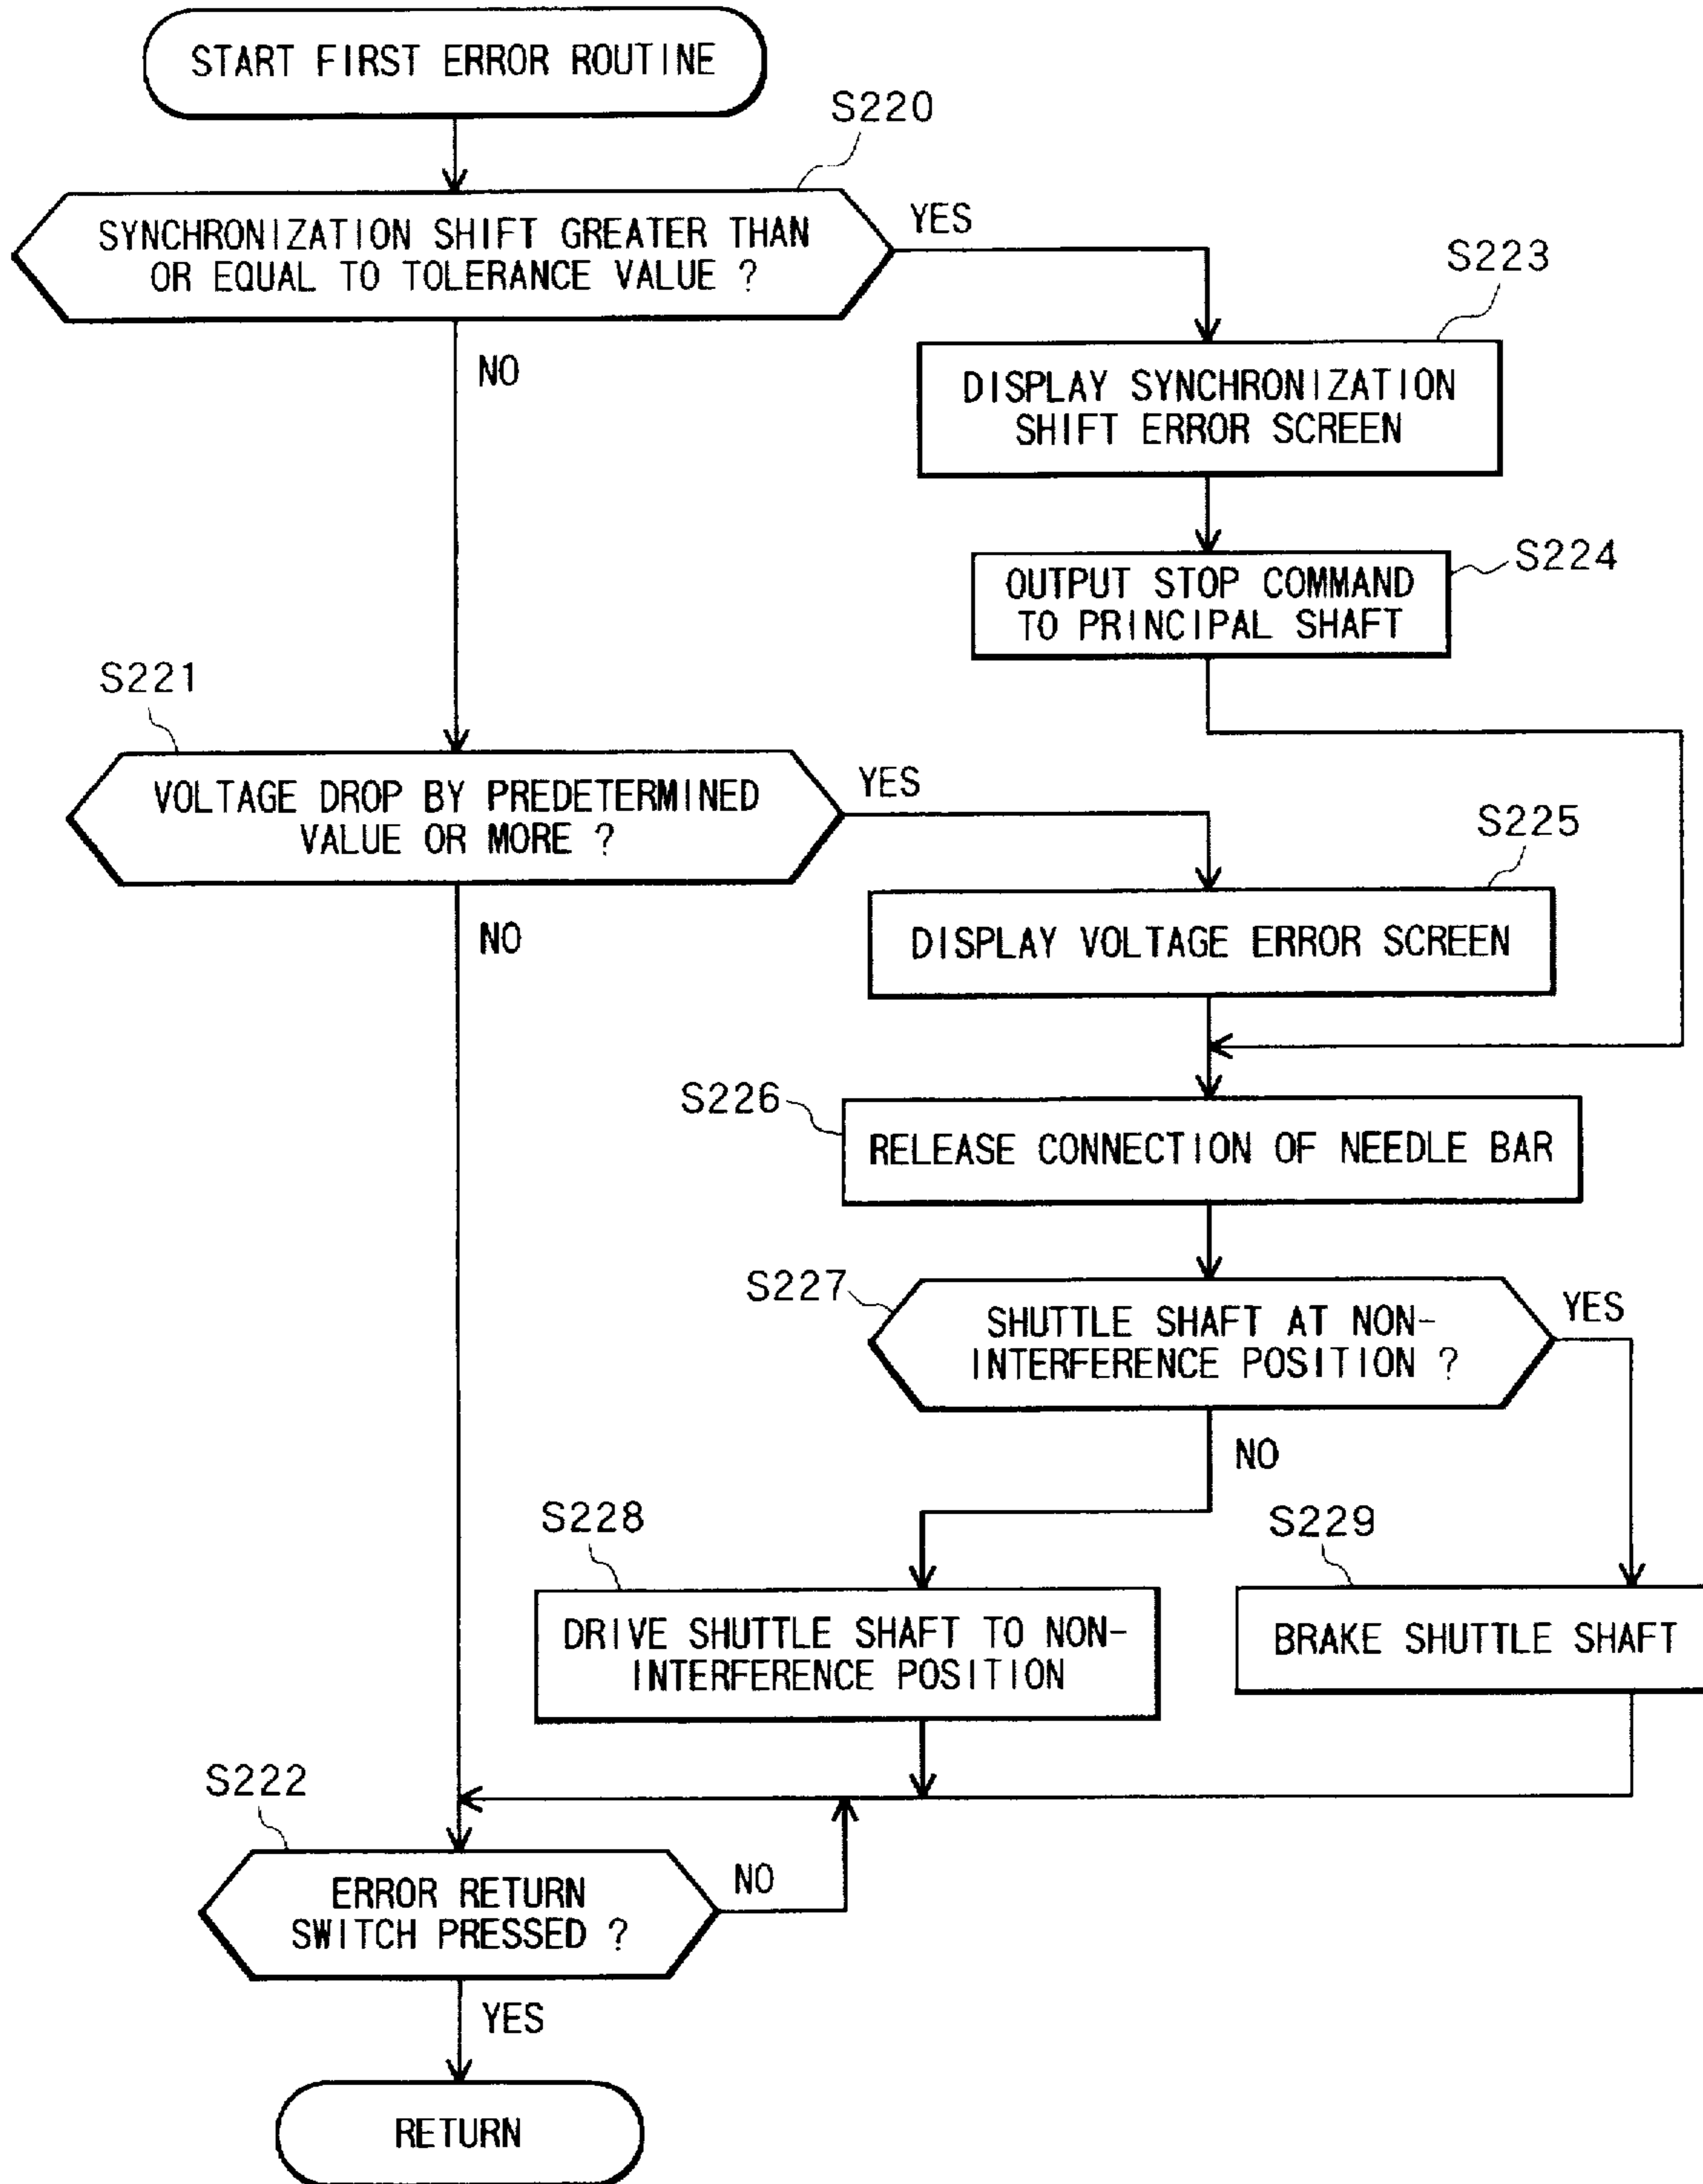 START FIRST ERROR ROUTINE
S220
SYNCHRONIZATION SHIFT GREATER THAN
OR EQUAL TO TOLERANCE VALUE ?
YES
NO
S223
DISPLAY SYNCHRONIZATION
SHIFT ERROR SCREEN
S224
OUTPUT STOP COMMAND
TO PRINCIPAL SHAFT
S221
VOLTAGE DROP BY PREDETERMINED
VALUE OR MORE ?
YES
NO
S225
DISPLAY VOLTAGE ERROR SCREEN
S226
RELEASE CONNECTION OF NEEDLE BAR
S227
SHUTTLE SHAFT AT NON-
INTERFERENCE POSITION ?
YES
NO
S228
DRIVE SHUTTLE SHAFT TO NON-
INTERFERENCE POSITION
S229
BRAKE SHUTTLE SHAFT
S222
ERROR RETURN
SWITCH PRESSED ?
NO
YES
RETURN